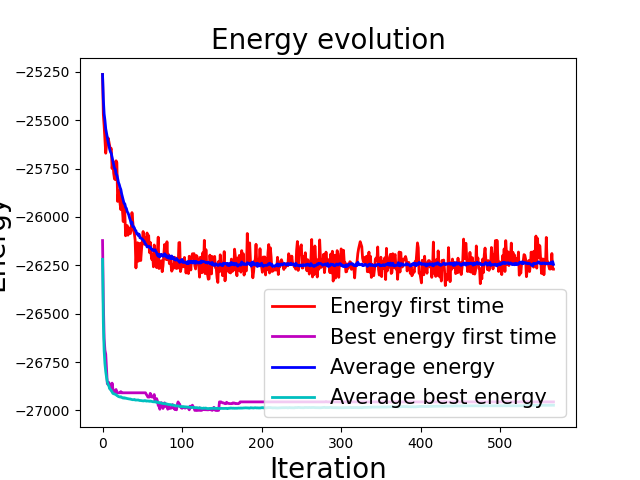 Energy evolution
Energy
−25250
−25500
−25750
−26000
−26250
−26500
−26750
−27000
Energy first time
Best energy first time
Average energy
Average best energy
0
100
200
300
400
500
Iteration